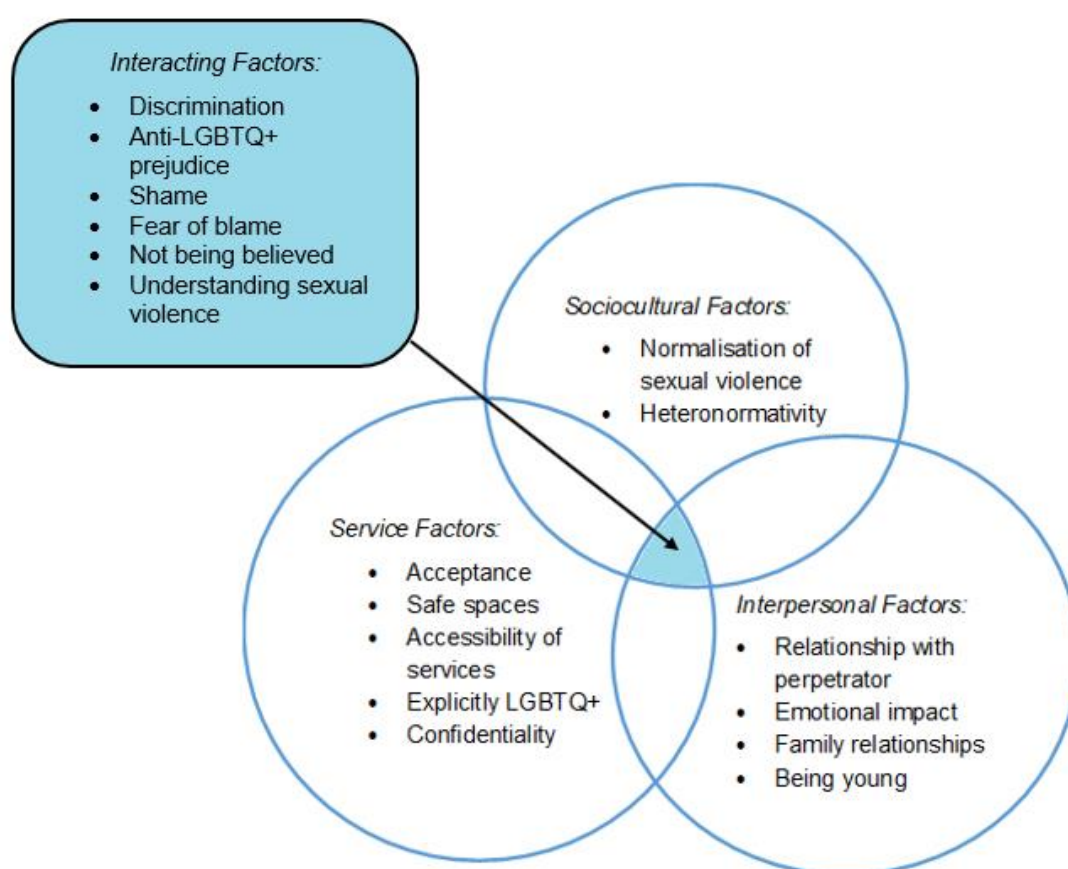 Interacting Factors:
• Discrimination
• Anti-LGBTQ+
prejudice
• Shame
• Fear of blame
• Not being believed
• Understanding sexual
violence
Sociocultural Factors:
• Normalisation of
sexual violence
• Heteronormativity
Service Factors:
• Acceptance
• Safe spaces
• Accessibility of
services
• Explicitly LGBTQ+
• Confidentiality
Interpersonal Factors:
• Relationship with
perpetrator
• Emotional impact
• Family relationships
• Being young